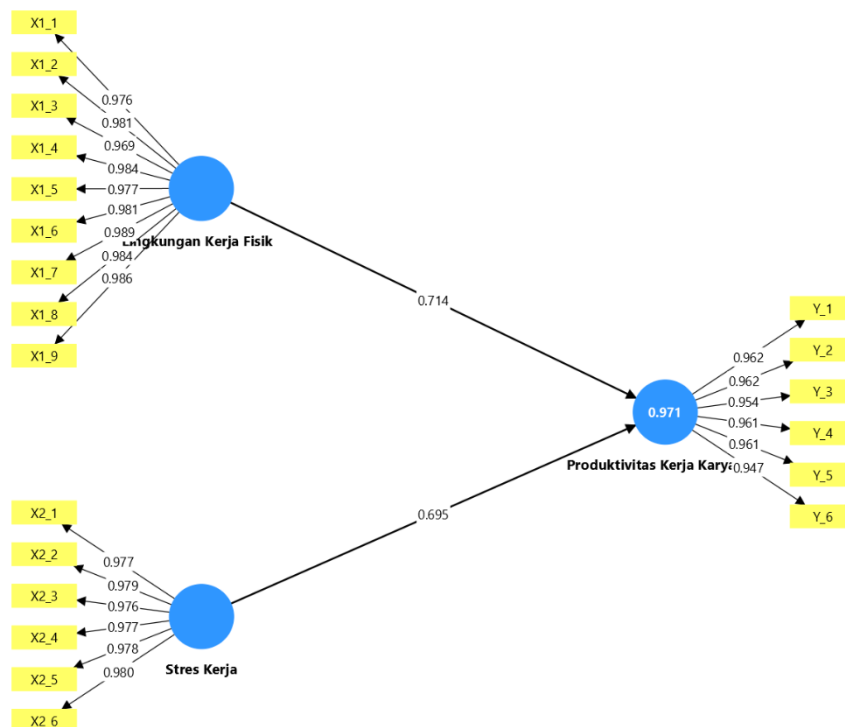 X1_1
X1_2
X1_3
X1_4
X1_5
X1_6
X1_7
X1_8
X1_9
0.976
0.981
0.969
0.984
0.977
0.981
0.989
0.984
0.986
Lingkungan Kerja Fisik
0.714
0.695
X2_1
X2_2
X2_3
X2_4
X2_5
X2_6
0.977
0.979
0.976
0.977
0.978
0.980
Stres Kerja
0.971
Produktivitas Kerja Karya
0.962
0.962
0.954
0.961
0.961
0.947
Y_1
Y_2
Y_3
Y_4
Y_5
Y_6